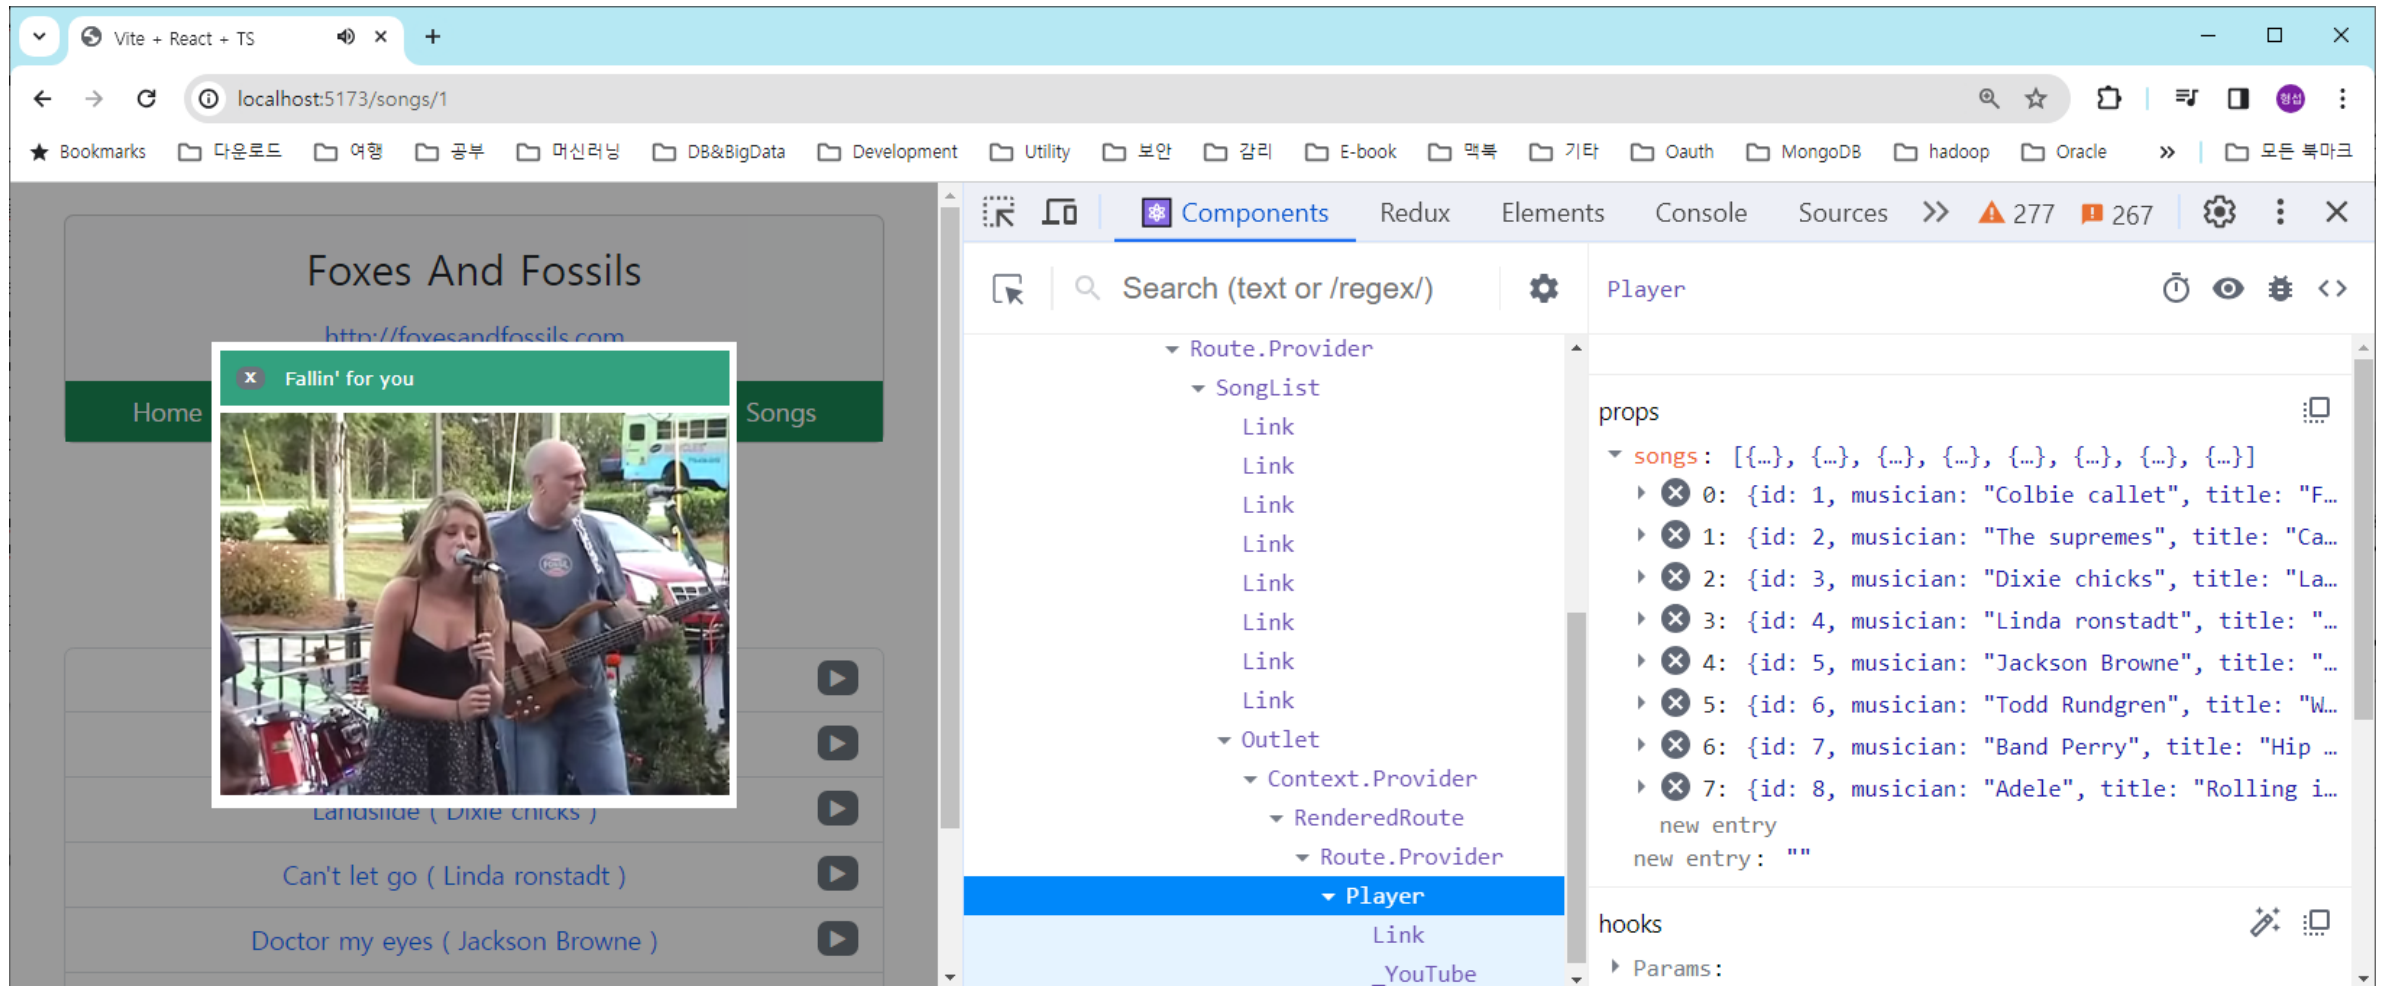 Vite + React + TS
localhost:5173/songs/1
형섭
Bookmarks 다운로드 여행 공부 머신러닝 DB&BigData Development Utility 보안 감리 E-book 맥북 기타 Oauth MongoDB hadoop Oracle » 모든 북마크
Foxes And Fossils
http://foxesandfossils.com
Home Songs
x Fallin' for you
Landslide ( Dixie chicks )
Can't let go ( Linda ronstadt )
Doctor my eyes ( Jackson Browne )
Components Redux Elements Console Sources 277 267
Search (text or /regex/)
Route.Provider
SongList
Link
Link
Link
Link
Link
Link
Link
Link
Outlet
Context.Provider
RenderedRoute
Route.Provider
Player
Link
_YouTube
Player
props
songs: [{…}, {…}, {…}, {…}, {…}, {…}, {…}, {…}]
0: {id: 1, musician: "Colbie callet", title: "F…
1: {id: 2, musician: "The supremes", title: "Ca…
2: {id: 3, musician: "Dixie chicks", title: "La…
3: {id: 4, musician: "Linda ronstadt", title: "…
4: {id: 5, musician: "Jackson Browne", title: "…
5: {id: 6, musician: "Todd Rundgren", title: "W…
6: {id: 7, musician: "Band Perry", title: "Hip …
7: {id: 8, musician: "Adele", title: "Rolling i…
new entry
new entry: ""
hooks
Params: